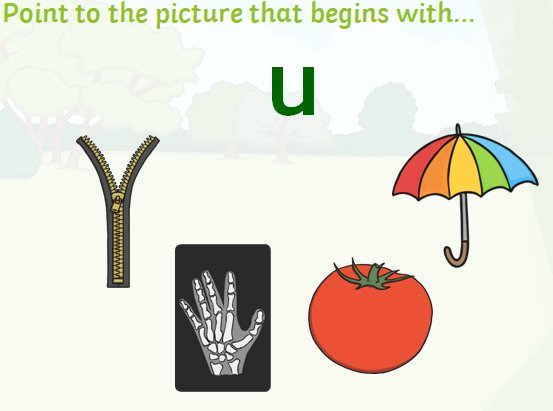 Point to the picture that begins with...
u